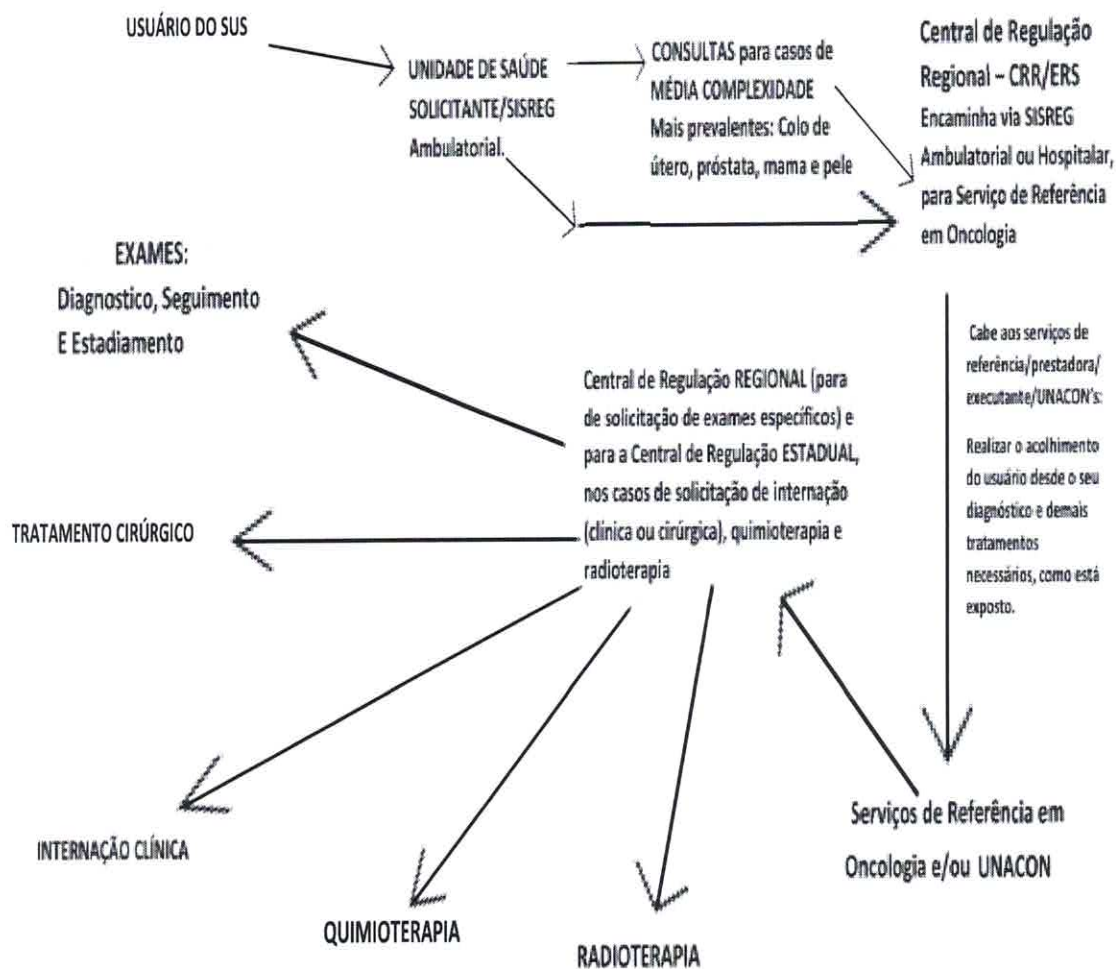 USUÁRIO DO SUS
UNIDADE DE SAÚDE
SOLICITANTE/SISREG
Ambulatorial.
CONSULTAS para casos de
MÉDIA COMPLEXIDADE
Mais prevalentes: Colo de
útero, próstata, mama e pele
Central de Regulação
Regional – CRR/ERS
Encaminha via SISREG
Ambulatorial ou Hospitalar,
para Serviço de Referência
em Oncologia
EXAMES:
Diagnostico, Seguimento
E Estadiamento
Cabe aos serviços de
referência/prestadora/
executante/UNACON's:
Realizar o acolhimento
do usuário desde o seu
diagnóstico e demais
tratamentos
necessários, como está
exposto.
Central de Regulação REGIONAL (para
de solicitação de exames específicos) e
para a Central de Regulação ESTADUAL,
nos casos de solicitação de internação
(clínica ou cirúrgica), quimioterapia e
radioterapia
TRATAMENTO CIRÚRGICO
Serviços de Referência em
Oncologia e/ou UNACON
INTERNAÇÃO CLÍNICA
QUIMIOTERAPIA
RADIOTERAPIA